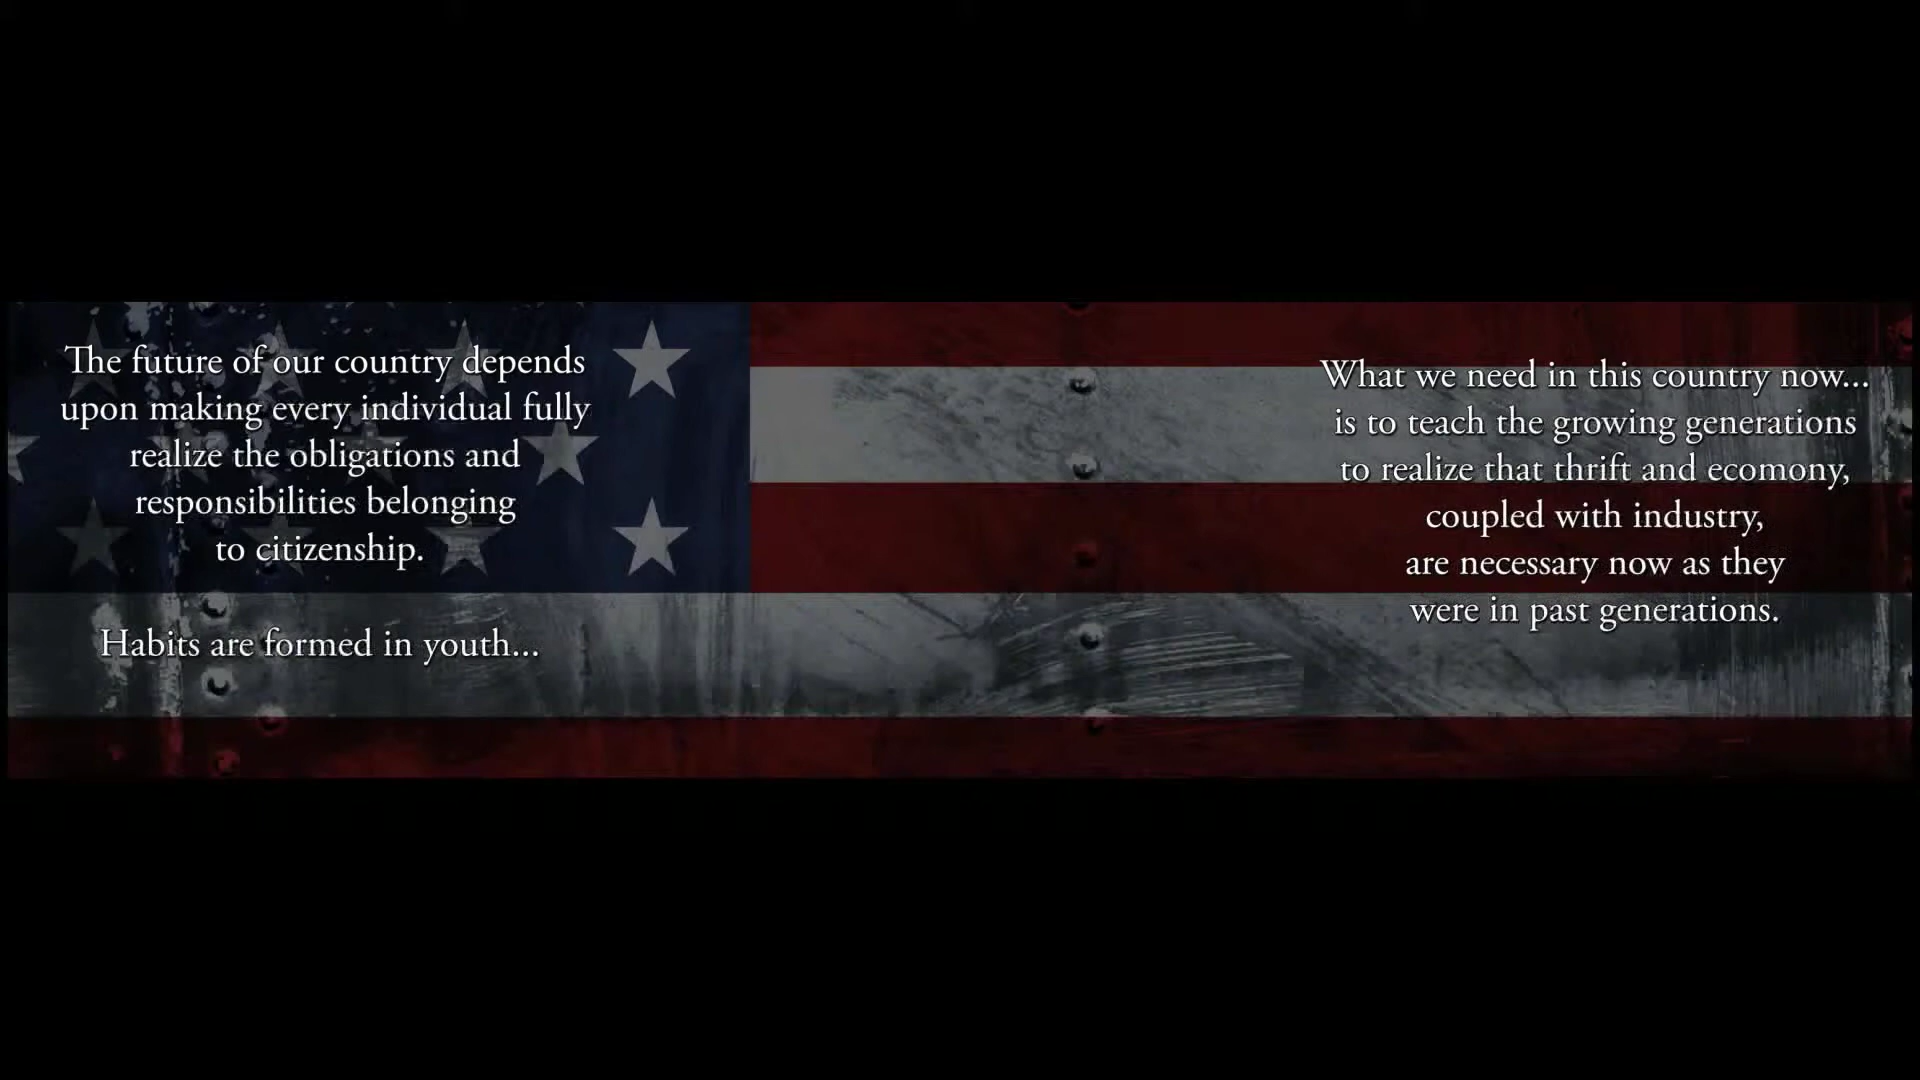 The future of our country depends
upon making every individual fully
realize the obligations and
responsibilities belonging
to citizenship.
Habits are formed in youth...
What we need in this country now...
is to teach the growing generations
to realize that thrift and ecomony,
coupled with industry,
are necessary now as they
were in past generations.